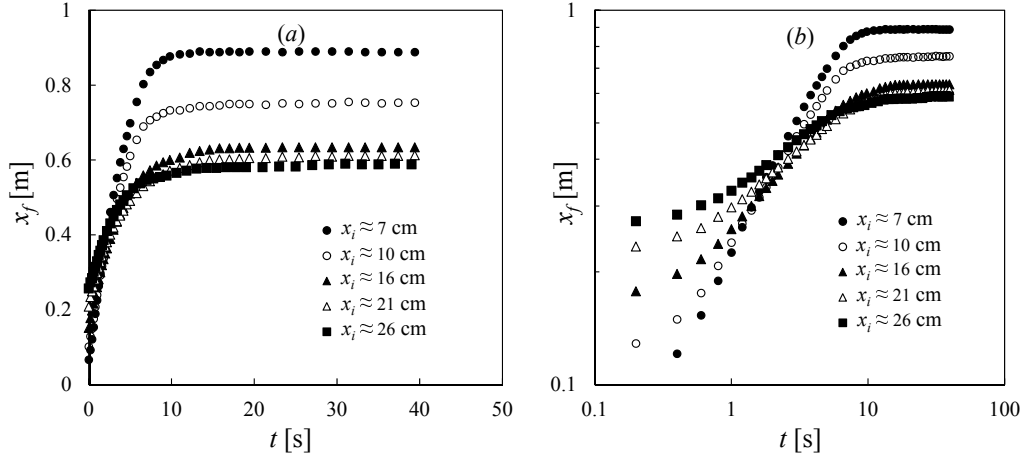 1
(a)
0.8
0.6
x_f [m]
0.4
x_i ≈ 7 cm
x_i ≈ 10 cm
x_i ≈ 16 cm
0.2
x_i ≈ 21 cm
x_i ≈ 26 cm
0
0 10 20 30 40 50
t [s]
1
(b)
x_f [m]
x_i ≈ 7 cm
x_i ≈ 10 cm
x_i ≈ 16 cm
x_i ≈ 21 cm
x_i ≈ 26 cm
0.1
0.1 1 10 100
t [s]